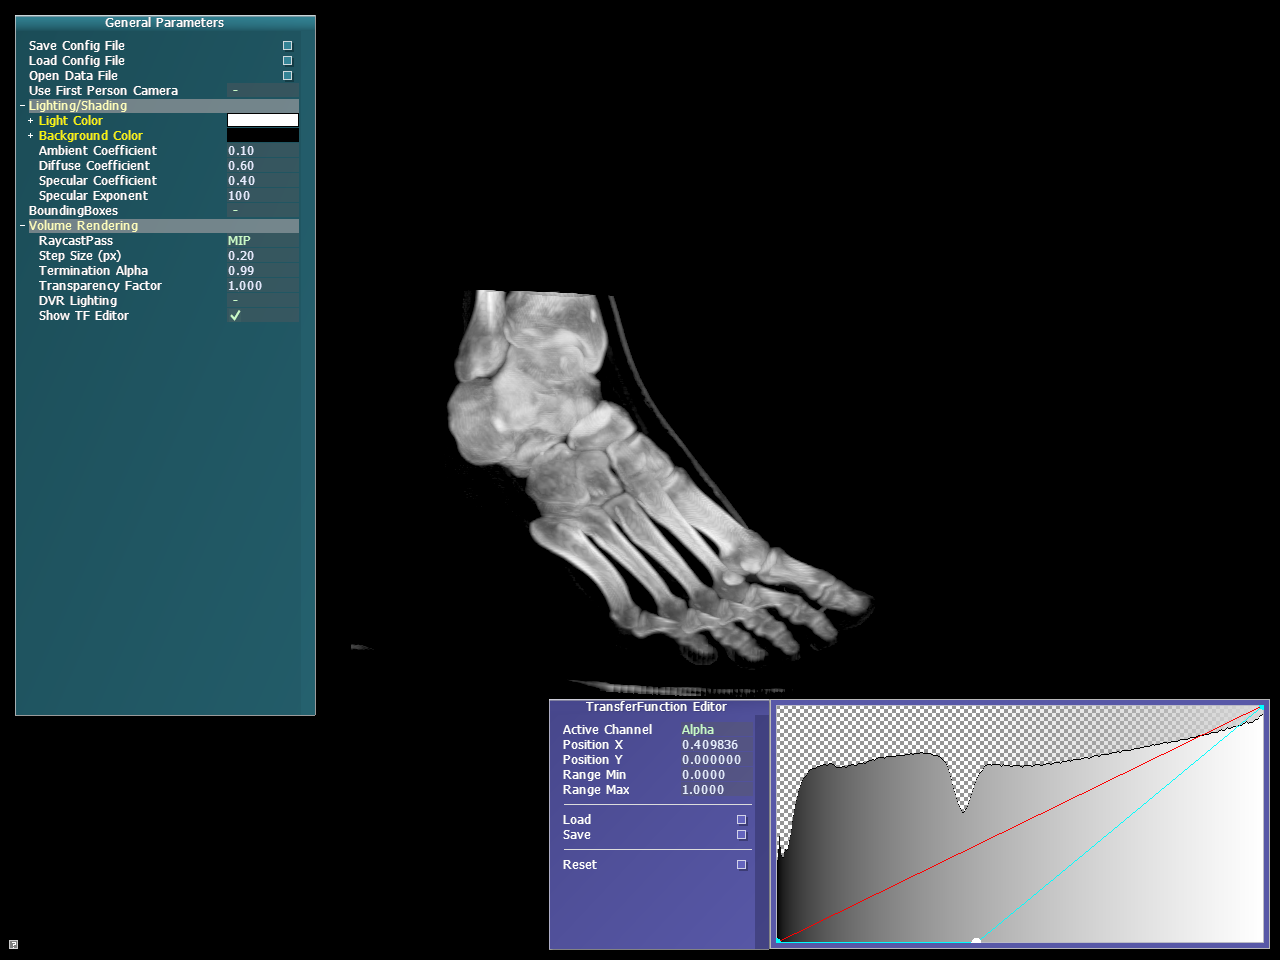 General Parameters
Save Config File
Load Config File
Open Data File
Use First Person Camera -
- Lighting/Shading
+ Light Color
+ Background Color
Ambient Coefficient 0.10
Diffuse Coefficient 0.60
Specular Coefficient 0.40
Specular Exponent 100
BoundingBoxes -
- Volume Rendering
RaycastPass MIP
Step Size (px) 0.20
Termination Alpha 0.99
Transparency Factor 1.000
DVR Lighting -
Show TF Editor ✓
TransferFunction Editor
Active Channel Alpha
Position X 0.409836
Position Y 0.000000
Range Min 0.0000
Range Max 1.0000
Load
Save
Reset
?